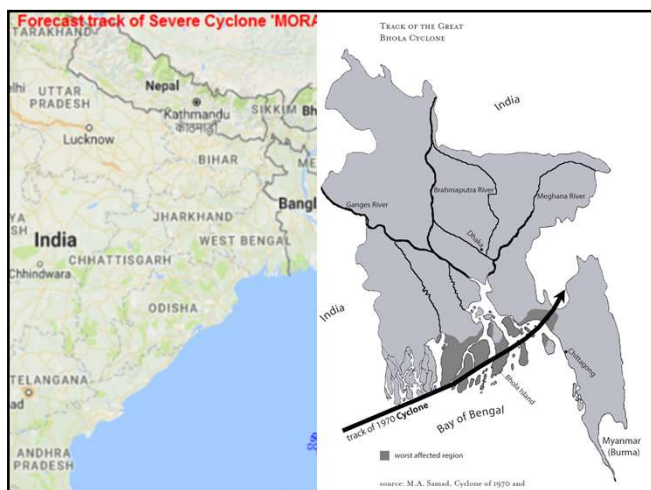 Forecast track of Severe Cyclone 'MORA
TARAKHAND
elhi
UTTAR
PRADESH
Nepal
Kathmandu
काठमाडौं
SIKKIM
Bh
Lucknow
BIHAR
ME
Bangl
JHARKHAND
YA
SH
India
WEST BENGAL
CHHATTISGARH
Chhindwara
ODISHA
TELANGANA
ad
ANDHRA
PRADESH
TRACK OF THE GREAT
BHOLA CYCLONE
India
Brahmaputra River
Meghana River
Ganges River
Dhaka
India
Chittagong
Bhola Island
track of 1970 Cyclone
Bay of Bengal
Myanmar
(Burma)
worst affected region
source: M.A. Samad, Cyclone of 1970 and